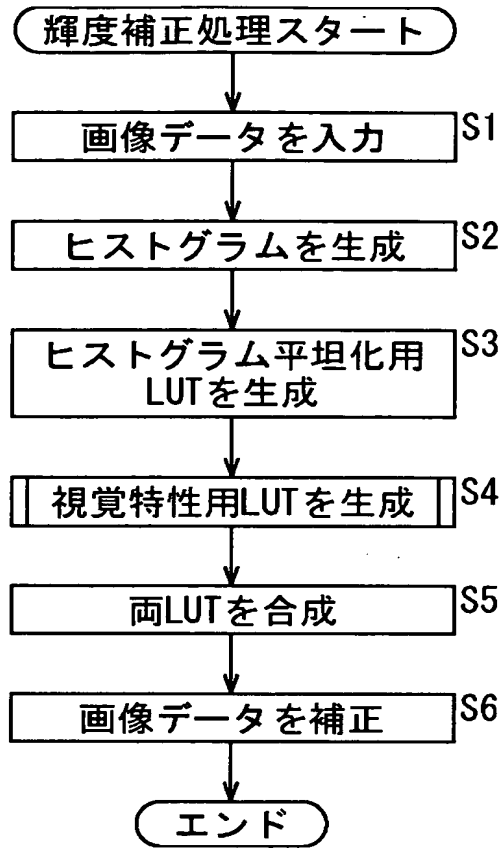 輝度補正処理スタート
画像データを入力 S1
ヒストグラムを生成 S2
ヒストグラム平坦化用 S3
LUTを生成
視覚特性用LUTを生成 S4
両LUTを合成 S5
画像データを補正 S6
エンド